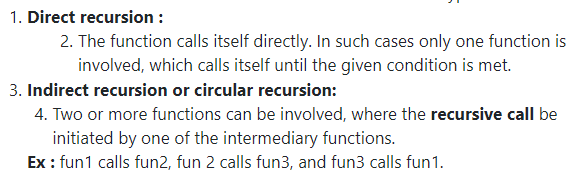 1. Direct recursion :
2. The function calls itself directly. In such cases only one function is
involved, which calls itself until the given condition is met.
3. Indirect recursion or circular recursion:
4. Two or more functions can be involved, where the recursive call be
initiated by one of the intermediary functions.
Ex : fun1 calls fun2, fun 2 calls fun3, and fun3 calls fun1.